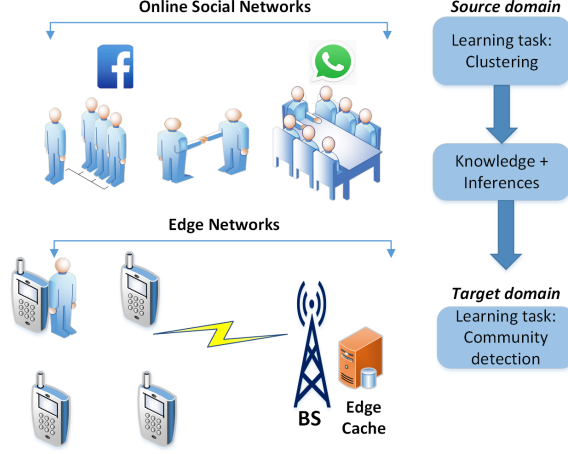 Online Social Networks
Source domain
Learning task:
Clustering
Knowledge +
Inferences
Edge Networks
Target domain
Learning task:
Community
detection
BS
Edge
Cache